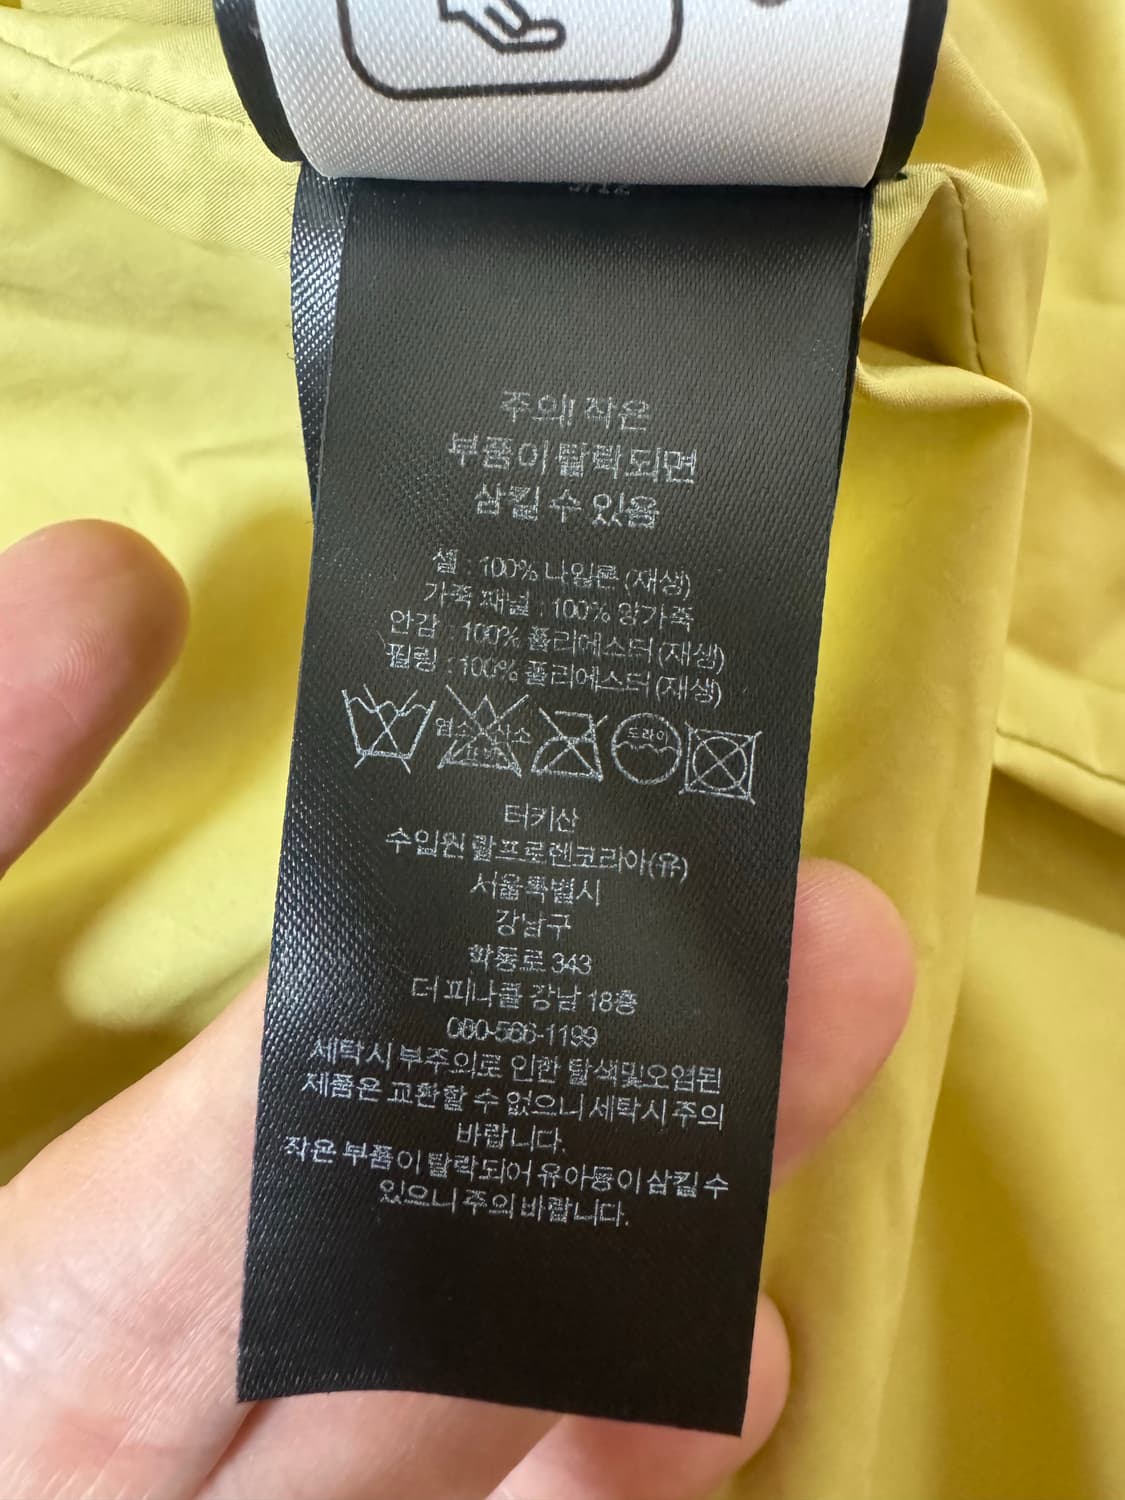 주의! 작은
부품이 탈락되면
삼킬 수 있음
셸 : 100% 나일론 (재생)
가죽 패널 : 100% 양가죽
안감 : 100% 폴리에스터 (재생)
필링 : 100% 폴리에스터 (재생)
염소 산소
표백
드라이
터키산
수입원 랄프로렌코리아(유)
서울특별시
강남구
학동로 343
더 피나클 강남 18층
080-566-1199
세탁시 부주의로 인한 탈색및오염된
제품은 교환할 수 없으니 세탁시 주의
바랍니다.
작은 부품이 탈락되어 유아동이 삼킬 수
있으니 주의 바랍니다.